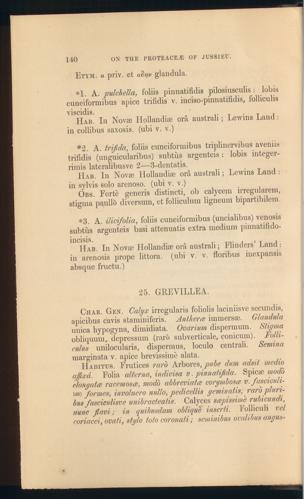 140 ON THE PROTEACEÆ OF JUSSIEU.
ETYM. α priv. et αδην glandula.
*1. A. pulchella, foliis pinnatifidis pilosiusculis: lobis
cuneiformibus apice trifidis v. inciso-pinnatifidis, folliculis
viscidis.
HAB. In Novæ Hollandiæ orâ australi; Lewins Land:
in collibus saxosis. (ubi v. v.)
*2. A. trifida, foliis cuneiformibus triplinervibus aveniis
trifidis (unguicularibus) subtùs argenteis: lobis integer-
rimis lateralibusve 2—3-dentatis.
HAB. In Novæ Hollandiæ orâ australi; Lewins Land:
in sylvis solo arenoso. (ubi v. v.)
OBS. Fortè generis distincti, ob calycem irregularem,
stigma paullò diversum, et folliculum ligneum bipartibilem.
*3. A. ilicifolia, foliis cuneiformibus (uncialibus) venosis
subtùs argenteis basi attenuatis extra medium pinnatifido-
incisis.
HAB. In Novæ Hollandiæ orâ australi; Flinders' Land:
in arenosis prope littora. (ubi v. v. floribus inexpansis
absque fructu.)
25. GREVILLEA.
CHAR. GEN. Calyx irregularis foliolis laciniisve secundis,
apicibus cavis staminiferis. Antheræ immersæ. Glandula
unica hypogyna, dimidiata. Ovarium dispermum. Stigma
obliquum, depressum (rarò subverticale, conicum). Folli-
culus unilocularis, dispermus, loculo centrali. Semina
marginata v. apice brevissimè alata.
HABITUS. Frutices rarò Arbores, pube dum adsit medio
affixâ. Folia alterna, indivisa v. pinnatifida. Spicæ modò
elongatæ racemosæ, modò abbreviatæ corymbosæ v. fasciculi-
formes, involucro nullo, pedicellis geminatis, rarò pluri-
bus fasciculisve unibracteatis. Calyces sæpissimè rubicundi,
nunc flavi; in quibusdam obliquè inserti. Folliculi vel
coriacei, ovati, stylo toto coronati; seminibus ovalibus angus-